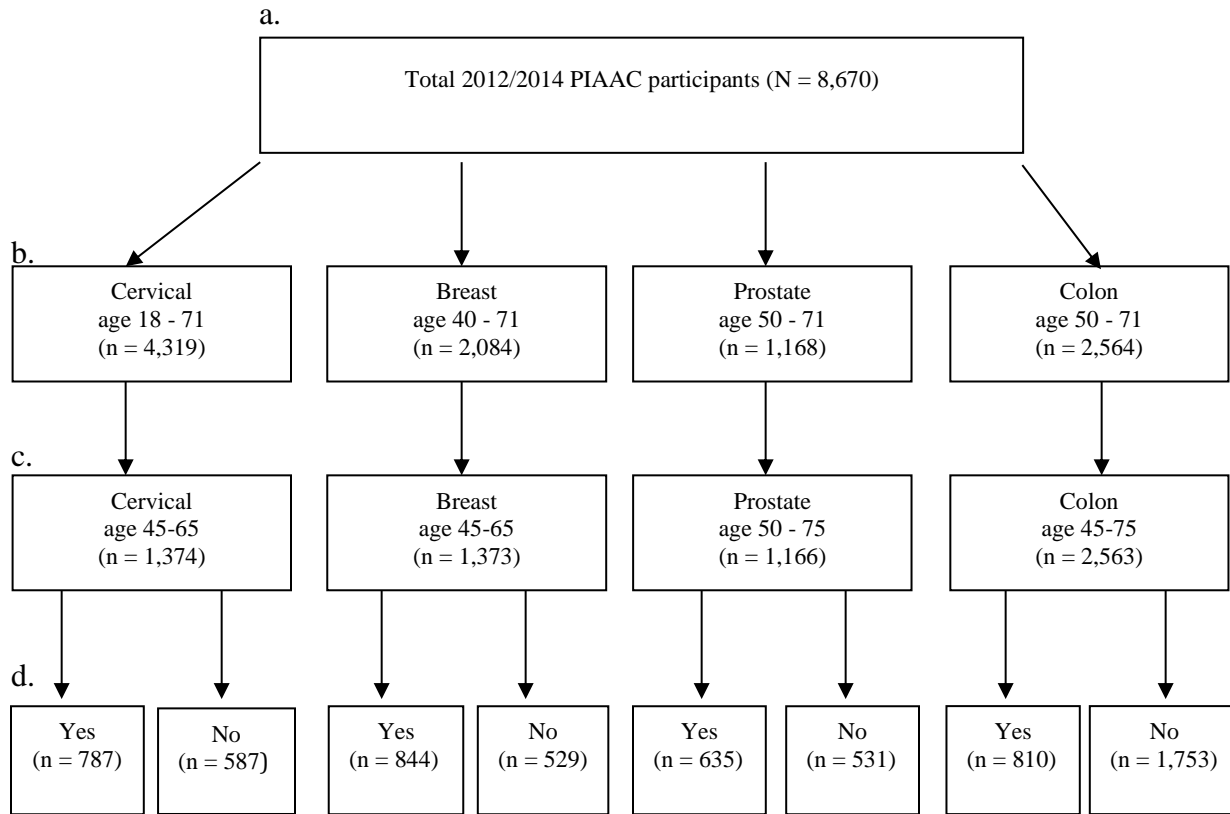 a.
Total 2012/2014 PIAAC participants (N = 8,670)
b.
Cervical
age 18 - 71
(n = 4,319)
Breast
age 40 - 71
(n = 2,084)
Prostate
age 50 - 71
(n = 1,168)
Colon
age 50 - 71
(n = 2,564)
c.
Cervical
age 45-65
(n = 1,374)
Breast
age 45-65
(n = 1,373)
Prostate
age 50 - 75
(n = 1,166)
Colon
age 45-75
(n = 2,563)
d.
Yes
(n = 787)
No
(n = 587)
Yes
(n = 844)
No
(n = 529)
Yes
(n = 635)
No
(n = 531)
Yes
(n = 810)
No
(n = 1,753)